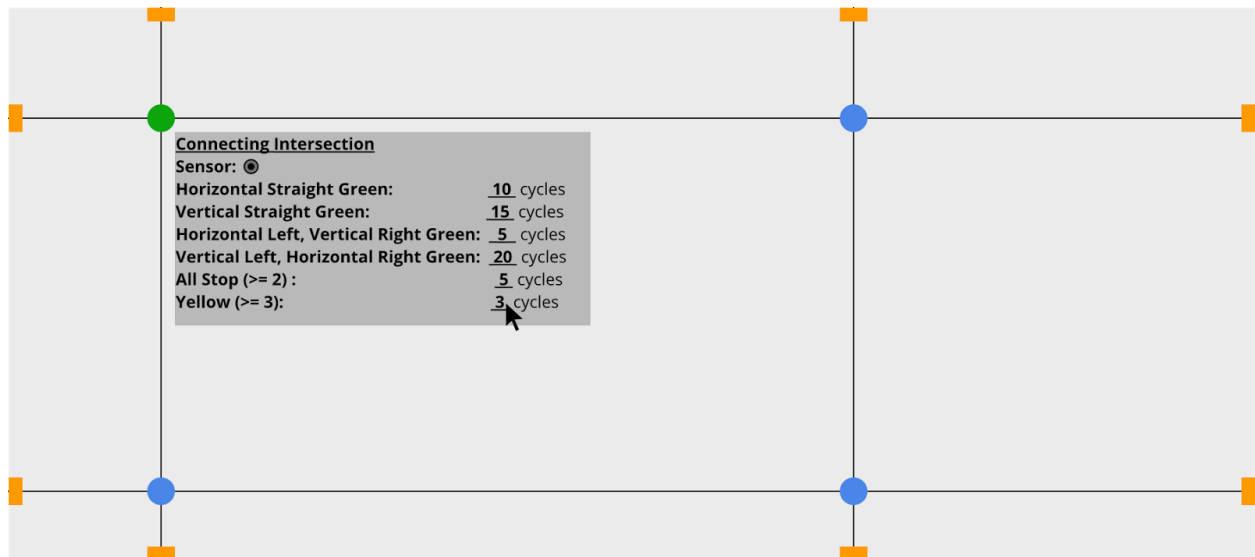 Connecting Intersection
Sensor:
Horizontal Straight Green: 10 cycles
Vertical Straight Green: 15 cycles
Horizontal Left, Vertical Right Green: 5 cycles
Vertical Left, Horizontal Right Green: 20 cycles
All Stop (>= 2) : 5 cycles
Yellow (>= 3): 3 cycles